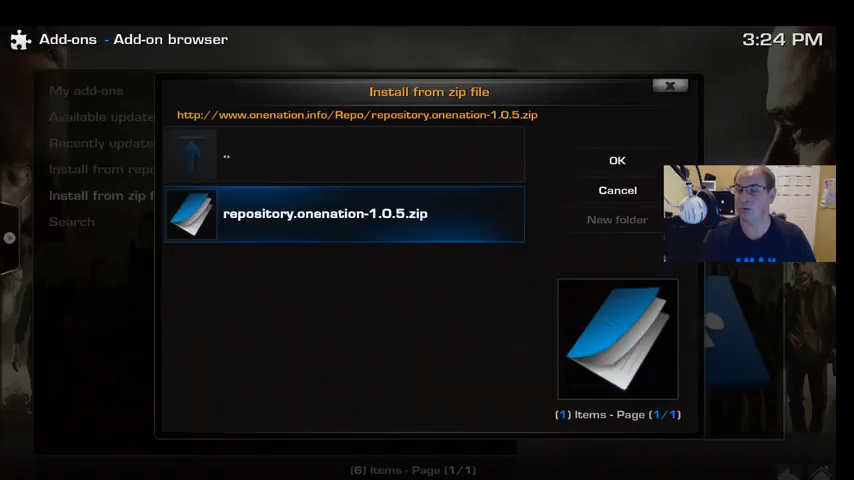 Add-ons - Add-on browser
3:24 PM
My add-ons
Available update
Recently update
Install from repo
Install from zip f
Search
Install from zip file
http://www.onenation.info/Repo/repository.onenation-1.0.5.zip
..
repository.onenation-1.0.5.zip
OK
Cancel
New folder
(1) Items - Page (1/1)
(6) Items - Page (1/1)